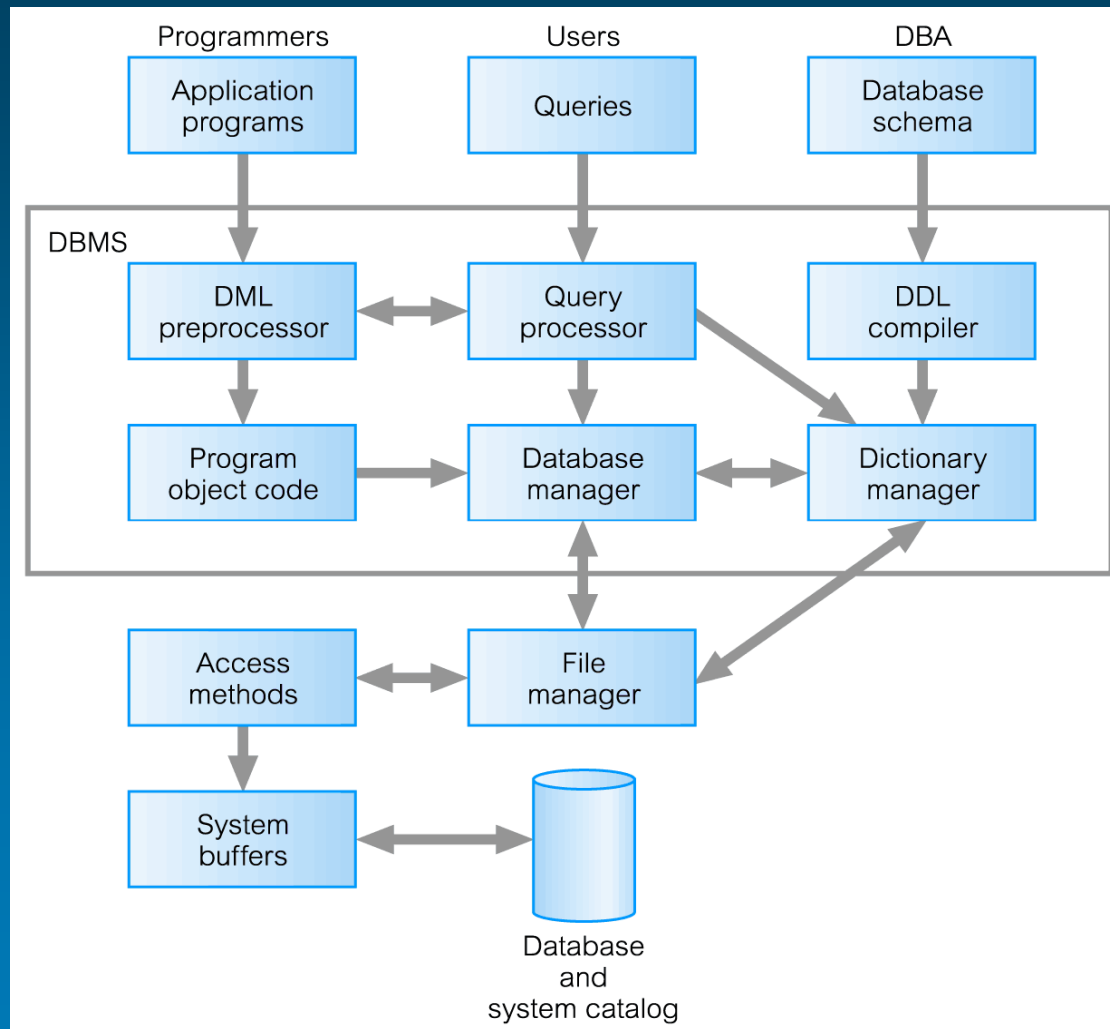 Programmers
Users
DBA
Application
programs
Queries
Database
schema
DBMS
DML
preprocessor
Query
processor
DDL
compiler
Program
object code
Database
manager
Dictionary
manager
Access
methods
File
manager
System
buffers
Database
and
system catalog